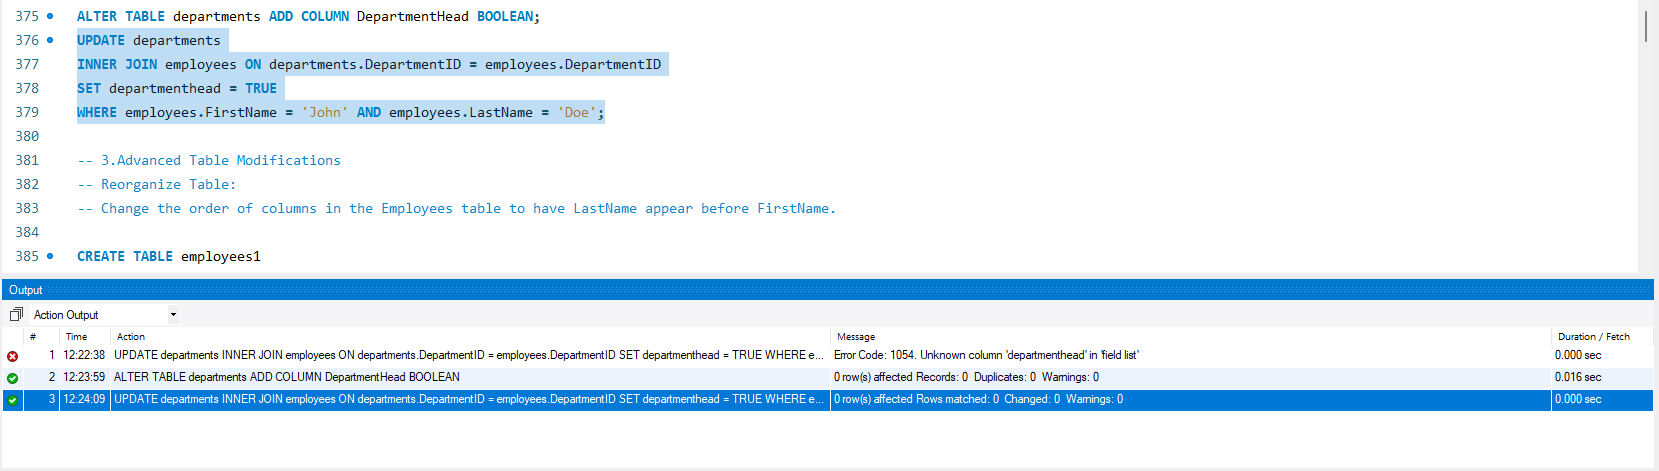 375 ALTER TABLE departments ADD COLUMN DepartmentHead BOOLEAN;
376 UPDATE departments
377 INNER JOIN employees ON departments.DepartmentID = employees.DepartmentID
378 SET departmenthead = TRUE
379 WHERE employees.FirstName = 'John' AND employees.LastName = 'Doe';
380
381 -- 3.Advanced Table Modifications
382 -- Reorganize Table:
383 -- Change the order of columns in the Employees table to have LastName appear before FirstName.
384
385 CREATE TABLE employees1
Output
Action Output
# Time Action Message Duration / Fetch
1 12:22:38 UPDATE departments INNER JOIN employees ON departments.DepartmentID = employees.DepartmentID SET departmenthead = TRUE WHERE e... Error Code: 1054. Unknown column 'departmenthead' in 'field list' 0.000 sec
2 12:23:59 ALTER TABLE departments ADD COLUMN DepartmentHead BOOLEAN 0 row(s) affected Records: 0 Duplicates: 0 Warnings: 0 0.016 sec
3 12:24:09 UPDATE departments INNER JOIN employees ON departments.DepartmentID = employees.DepartmentID SET departmenthead = TRUE WHERE e... 0 row(s) affected Rows matched: 0 Changed: 0 Warnings: 0 0.000 sec